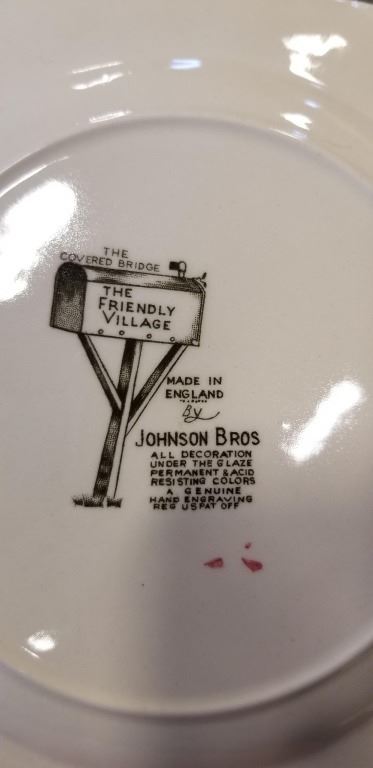 THE
COVERED BRIDGE
THE
FRIENDLY
VILLAGE
MADE IN
ENGLAND
By
JOHNSON BROS
ALL DECORATION
UNDER THE GLAZE
PERMANENT & ACID
RESISTING COLORS
A GENUINE
HAND ENGRAVING
REG US PAT OFF